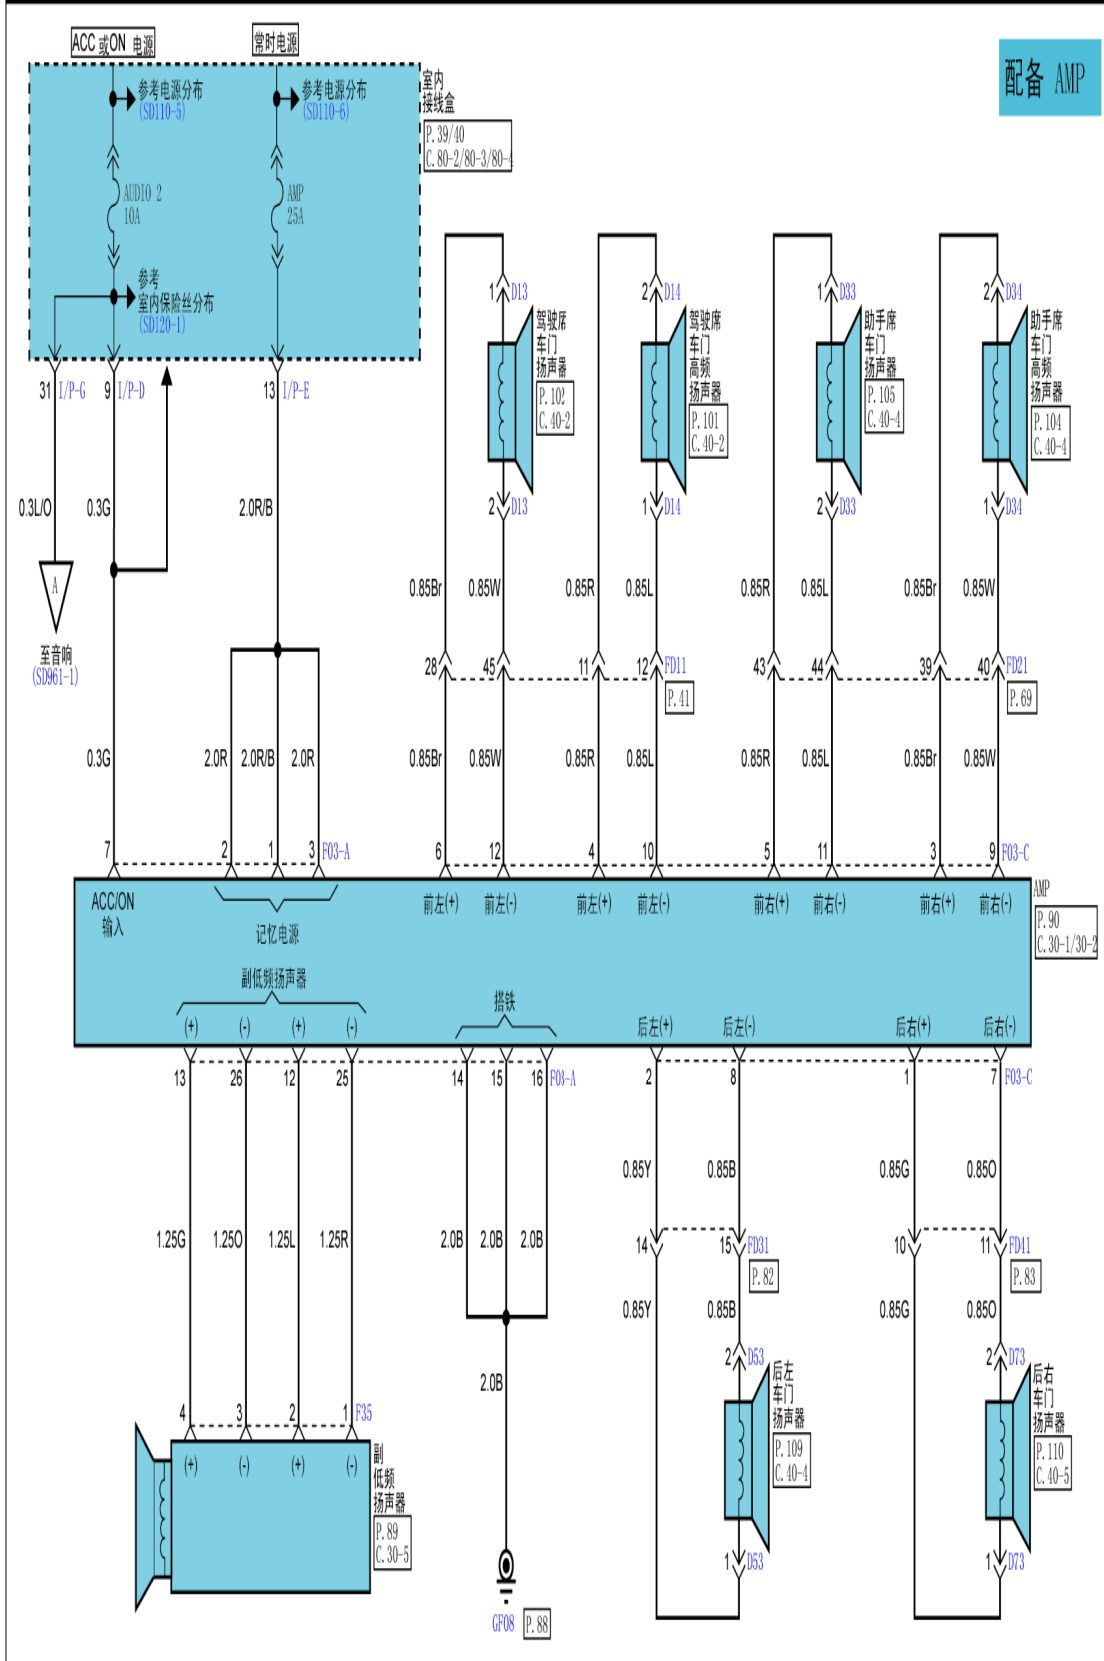 ACC 或ON 电源
常时电源
配备 AMP
参考电源分布
(SD110-5)
参考电源分布
(SD110-6)
室内
接线盒
P.39/40
C.80-2/80-3/80-4
AUDIO 2
10A
AMP
25A
参考
室内保险丝分布
(SD120-1)
31 I/P-G
9 I/P-D
13 I/P-E
1 D13
2 D14
1 D33
2 D34
驾驶席
车门
扬声器
P.102
C.40-2
驾驶席
车门
高频
扬声器
P.101
C.40-2
助手席
车门
扬声器
P.105
C.40-4
助手席
车门
高频
扬声器
P.104
C.40-4
2 D13
1 D14
2 D33
1 D34
0.3L/O
0.3G
2.0R/B
A
至音响
(SD961-1)
0.85Br
0.85W
0.85R
0.85L
0.85R
0.85L
0.85Br
0.85W
28
45
11
12 FD11
P.41
43
44
39
40 FD21
P.69
0.3G
2.0R
2.0R/B
2.0R
0.85Br
0.85W
0.85R
0.85L
0.85R
0.85L
0.85Br
0.85W
7
2
1
3 F03-A
6
12
4
10
5
11
3
9 F03-C
ACC/ON
输入
记忆电源
前左(+)
前左(-)
前左(+)
前左(-)
前右(+)
前右(-)
前右(+)
前右(-)
AMP
P.90
C.30-1/30-2
副低频扬声器
(+)
(-)
(+)
(-)
搭铁
后左(+)
后左(-)
后右(+)
后右(-)
13
26
12
25
14
15
16 F03-A
2
8
1
7 F03-C
0.85Y
0.85B
0.85G
0.85O
1.25G
1.25O
1.25L
1.25R
2.0B
2.0B
2.0B
14
15 FD31
P.82
10
11 FD41
P.83
0.85Y
0.85B
0.85G
0.85O
2.0B
2 D53
2 D73
后左
车门
扬声器
P.109
C.40-4
后右
车门
扬声器
P.110
C.40-5
4
3
2
1 F35
(+)
(-)
(+)
(-)
副
低频
扬声器
P.89
C.30-5
1 D53
1 D73
GF08
P.88